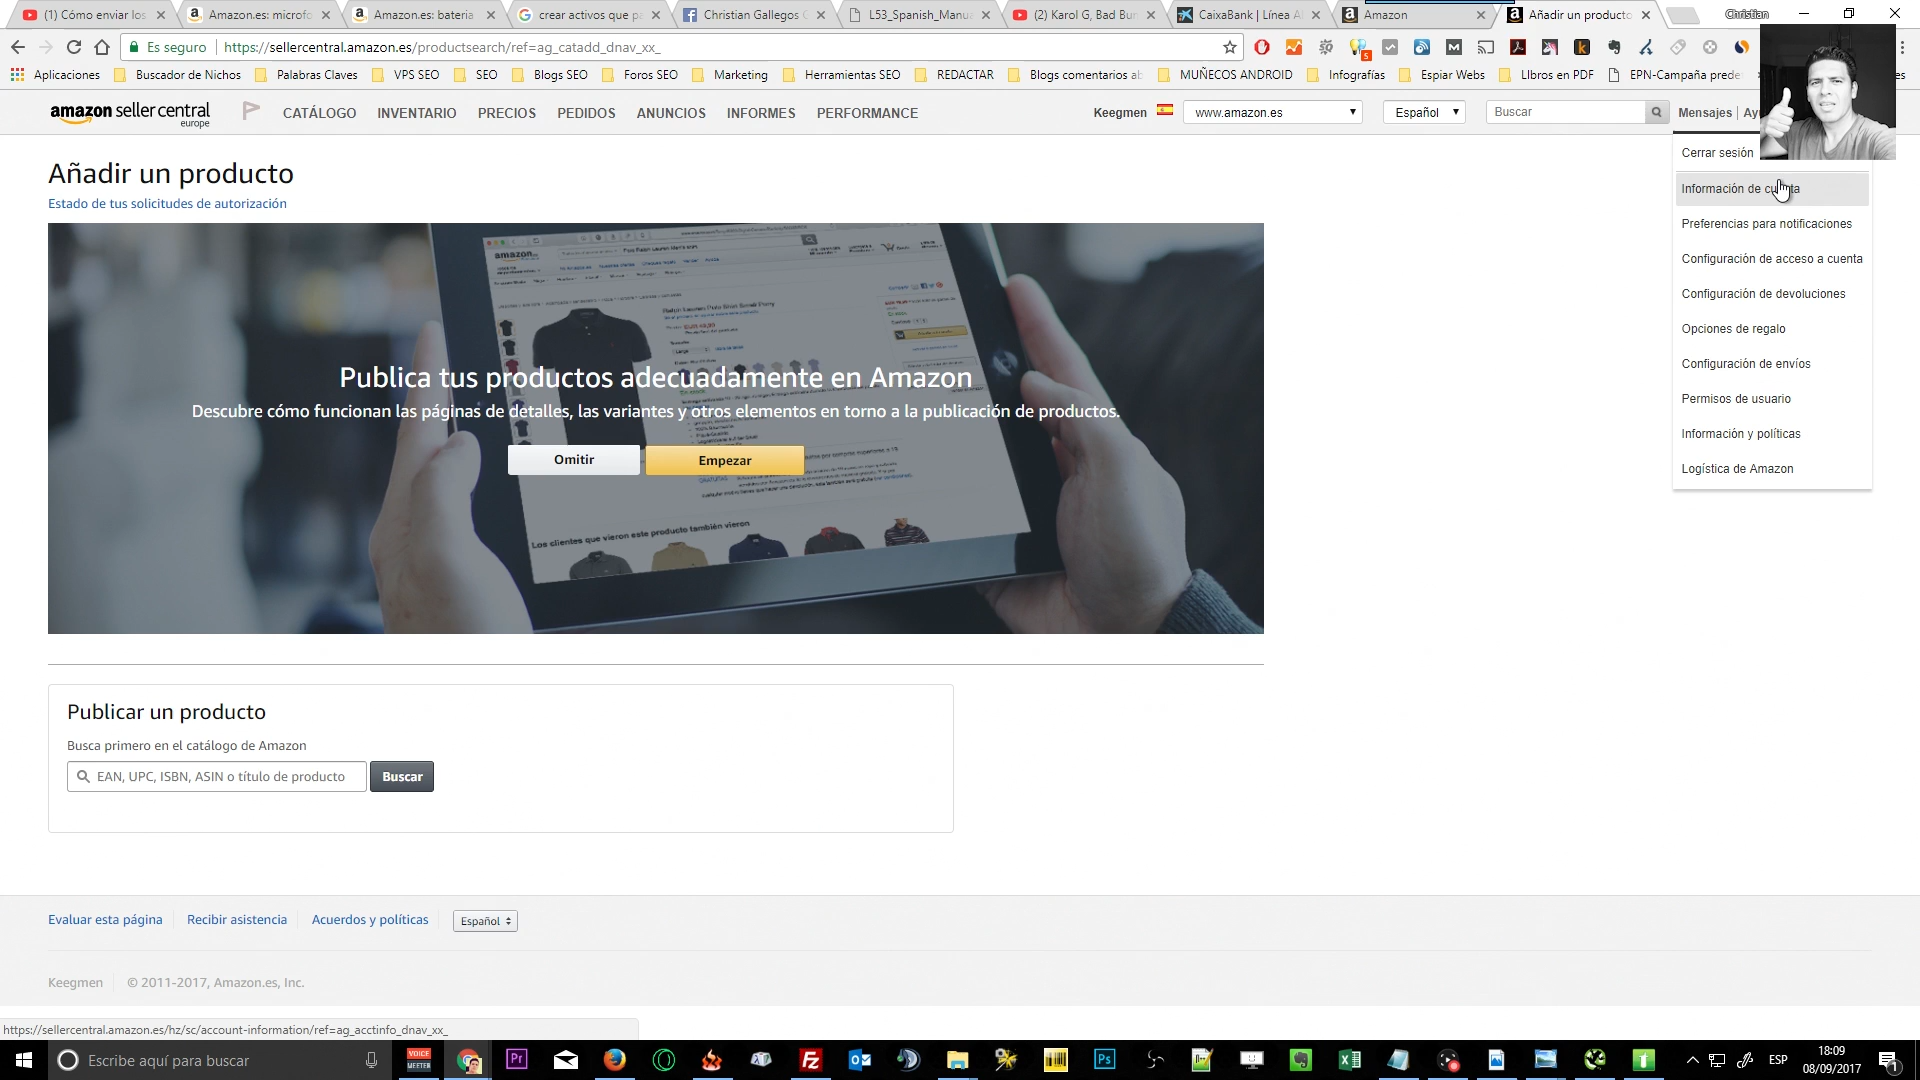 (1) Cómo enviar los
Amazon.es: microfo
Amazon.es: bateria
crear activos que pa
Christian Gallegos C
L53_Spanish_Manu
(2) Karol G, Bad Bun
CaixaBank | Línea A
Amazon
Añadir un producto
Christian
Es seguro
https://sellercentral.amazon.es/productsearch/ref=ag_catadd_dnav_xx_
Aplicaciones
Buscador de Nichos
Palabras Claves
VPS SEO
SEO
Blogs SEO
Foros SEO
Marketing
Herramientas SEO
REDACTAR
Blogs comentarios ab
MUÑECOS ANDROID
Infografías
Espiar Webs
LIbros en PDF
EPN-Campaña prede
amazon seller central
europe
CATÁLOGO
INVENTARIO
PRECIOS
PEDIDOS
ANUNCIOS
INFORMES
PERFORMANCE
Keegmen
www.amazon.es
Español
Buscar
Mensajes
Cerrar sesión
Información de cuenta
Preferencias para notificaciones
Configuración de acceso a cuenta
Configuración de devoluciones
Opciones de regalo
Configuración de envíos
Permisos de usuario
Información y políticas
Logística de Amazon
Añadir un producto
Estado de tus solicitudes de autorización
amazon
Publica tus productos adecuadamente en Amazon
Descubre cómo funcionan las páginas de detalles, las variantes y otros elementos en torno a la publicación de productos.
Omitir
Empezar
Los clientes que vieron este producto también vieron
Publicar un producto
Busca primero en el catálogo de Amazon
EAN, UPC, ISBN, ASIN o título de producto
Buscar
Evaluar esta página
Recibir asistencia
Acuerdos y políticas
Español
Keegmen
© 2011-2017, Amazon.es, Inc.
https://sellercentral.amazon.es/hz/sc/account-information/ref=ag_acctinfo_dnav_xx_
Escribe aquí para buscar
ESP
18:09
08/09/2017